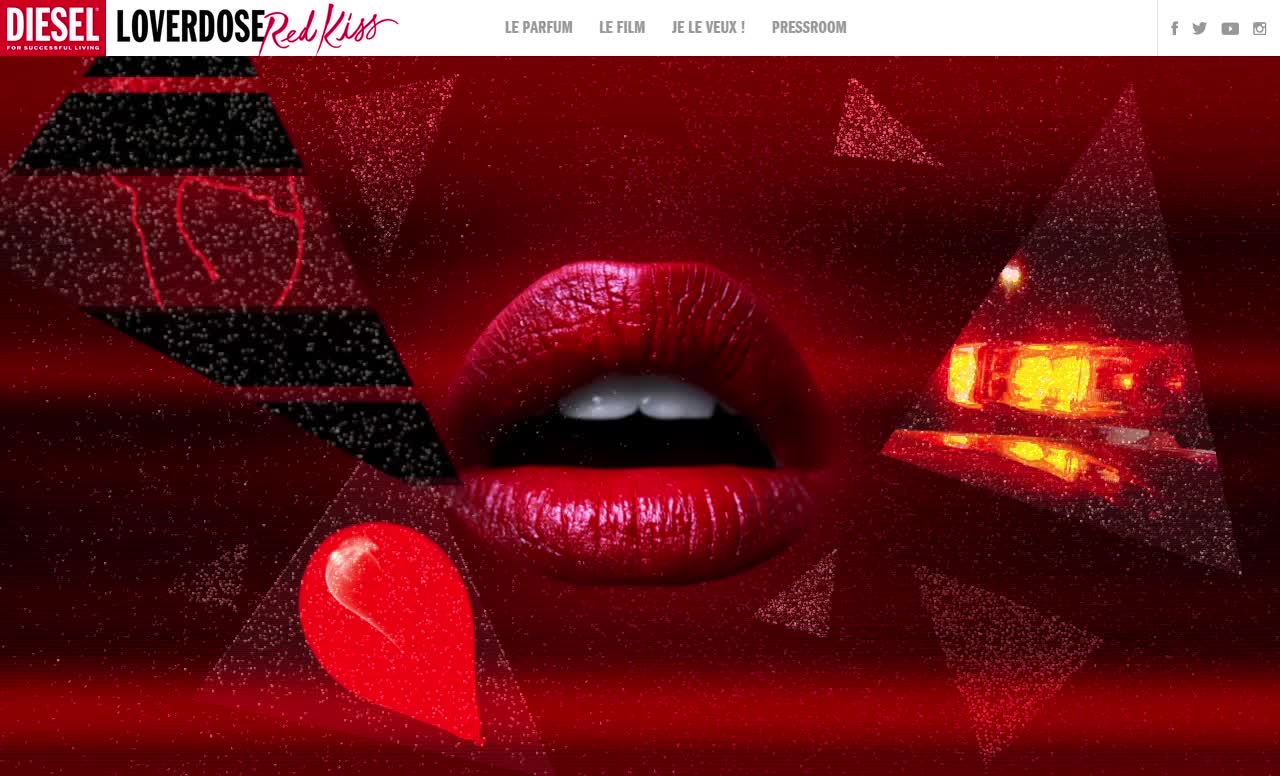 DIESEL
FOR SUCCESSFUL LIVING
LOVERDOSE Red Kiss
LE PARFUM LE FILM JE LE VEUX ! PRESSROOM